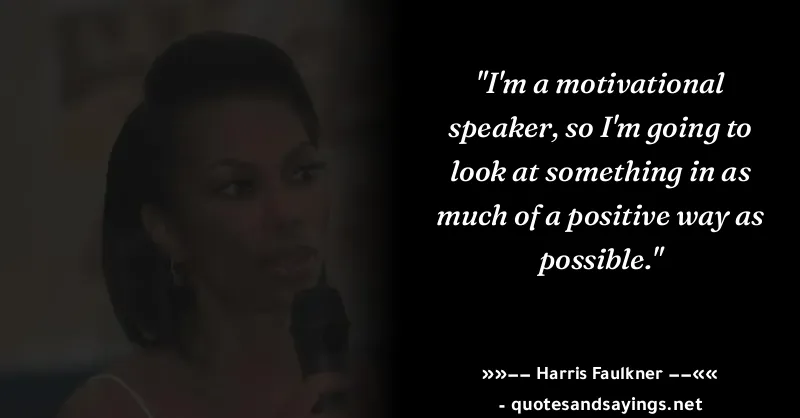 "I'm a motivational
speaker, so I'm going to
look at something in as
much of a positive way as
possible."
»»–– Harris Faulkner ––««
- quotesandsayings.net